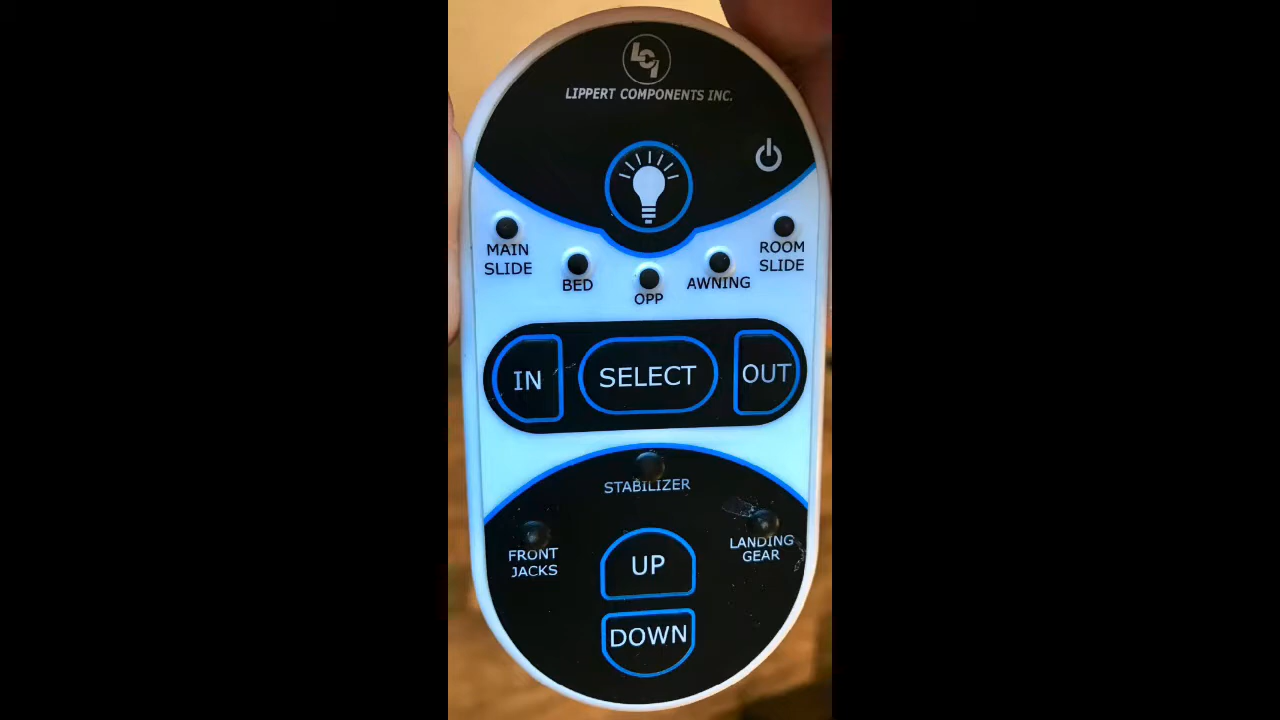 LCI
LIPPERT COMPONENTS INC.
MAIN
SLIDE
BED
OPP
AWNING
ROOM
SLIDE
IN
SELECT
OUT
STABILIZER
FRONT
JACKS
LANDING
GEAR
UP
DOWN